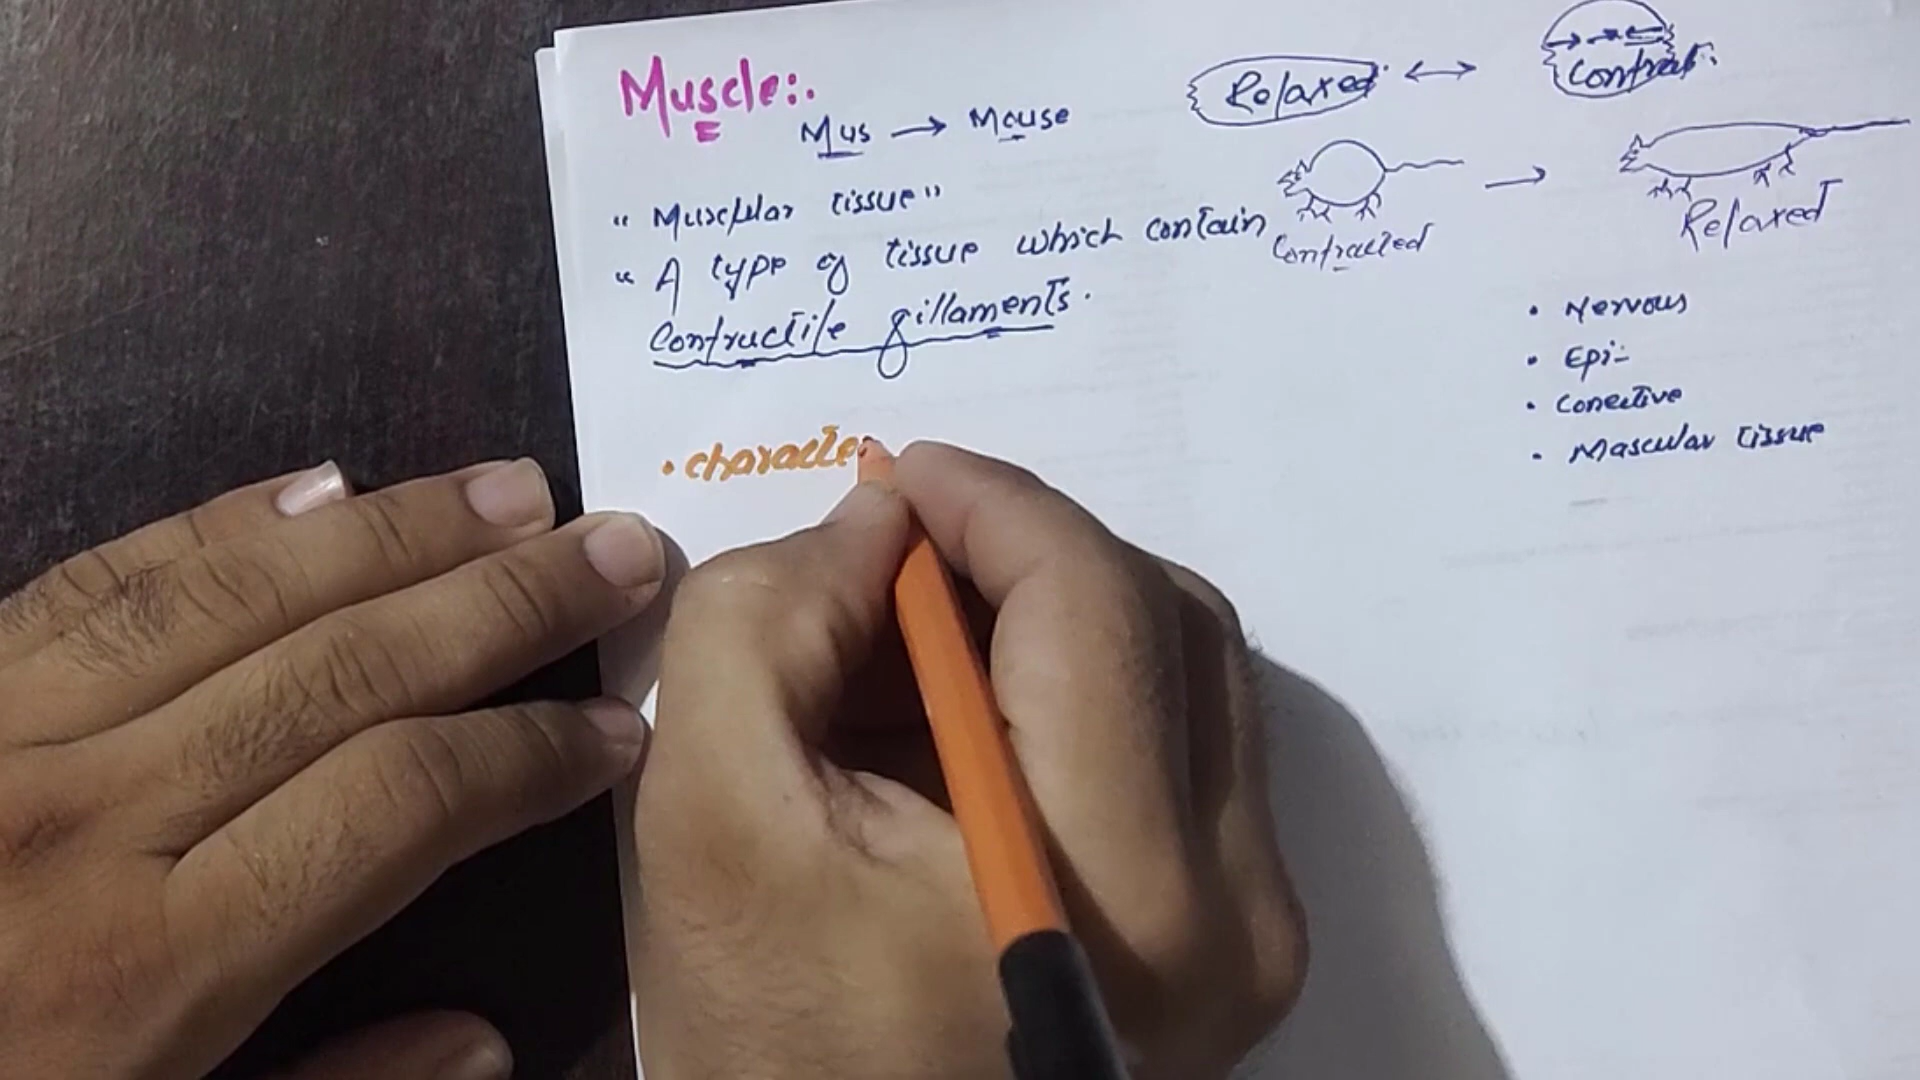 Muscle:.
Mus → Mouse
Relaxed ↔ Contract
"Muscular tissue"
"A type of tissue which contain
Contractile fillaments.
Contracted → Relaxed
• Nervous
• Epi:-
• Conective
• Mascular tissue
• characte